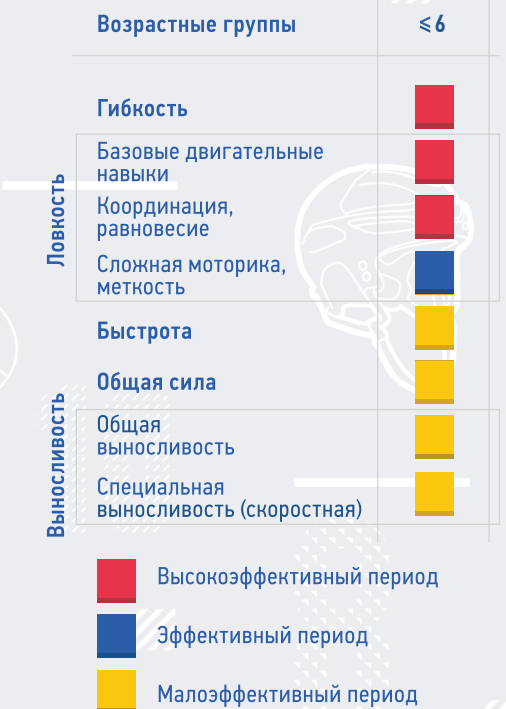 Возрастные группы ≤6
Гибкость
Ловкость
Базовые двигательные
навыки
Координация,
равновесие
Сложная моторика,
меткость
Быстрота
Общая сила
Выносливость
Общая
выносливость
Специальная
выносливость (скоростная)
Высокоэффективный период
Эффективный период
Малоэффективный период